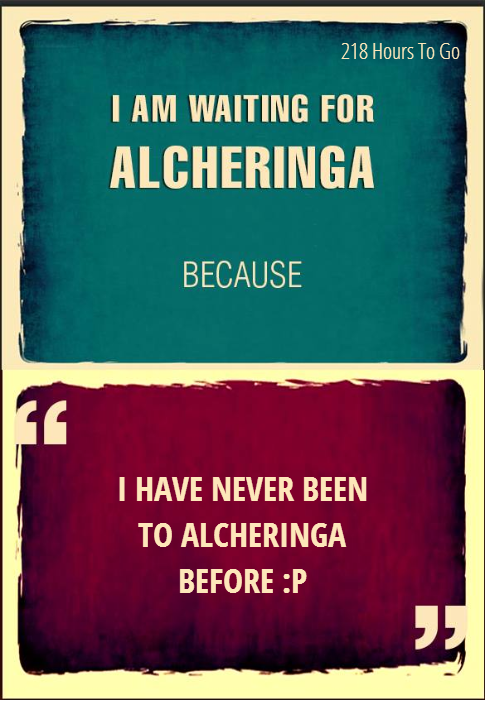 218 Hours To Go
I AM WAITING FOR
ALCHERINGA
BECAUSE
“
I HAVE NEVER BEEN
TO ALCHERINGA
BEFORE :P
”